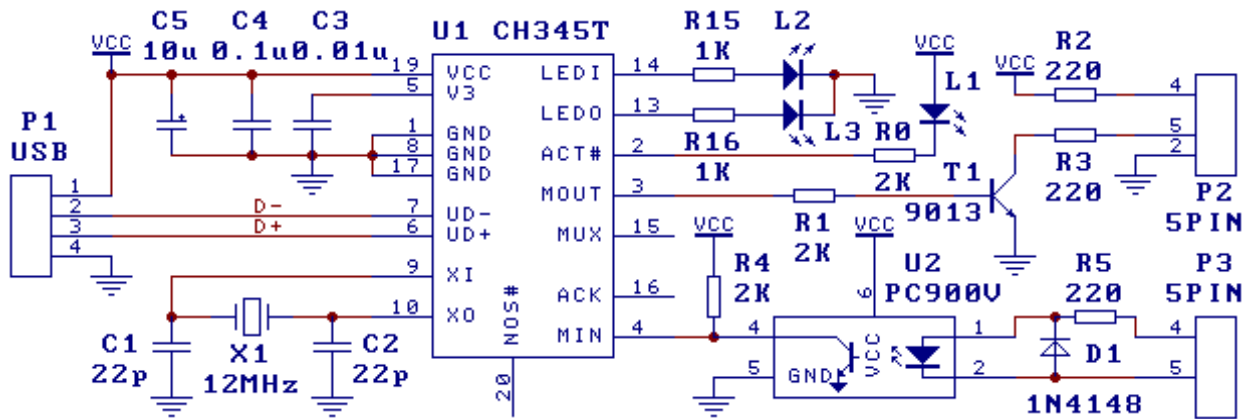 C5 C4 C3
VCC 10u 0.1u 0.01u
U1 CH345T
R15 L2
1K
VCC
R2
VCC 220
19 VCC LEDI 14
5 V3
L1
4
P1
USB
LEDO 13
1 GND
8 GND
17 GND
R16
1K
L3 R0
2K
ACT# 2
5
2
R3
220
T1
9013
P2
5PIN
MOUT 3
R1
2K
1
2
3
4
D-
D+
7 UD-
6 UD+
MUX 15
VCC
VCC
9 XI
R4
2K
U2
PC900V
6
R5
220
P3
5PIN
ACK 16
10 XO
NOS#
20
MIN 4
4
5
VCC
GND
1
2
4
5
C1
22p
X1
12MHz
C2
22p
D1
1N4148